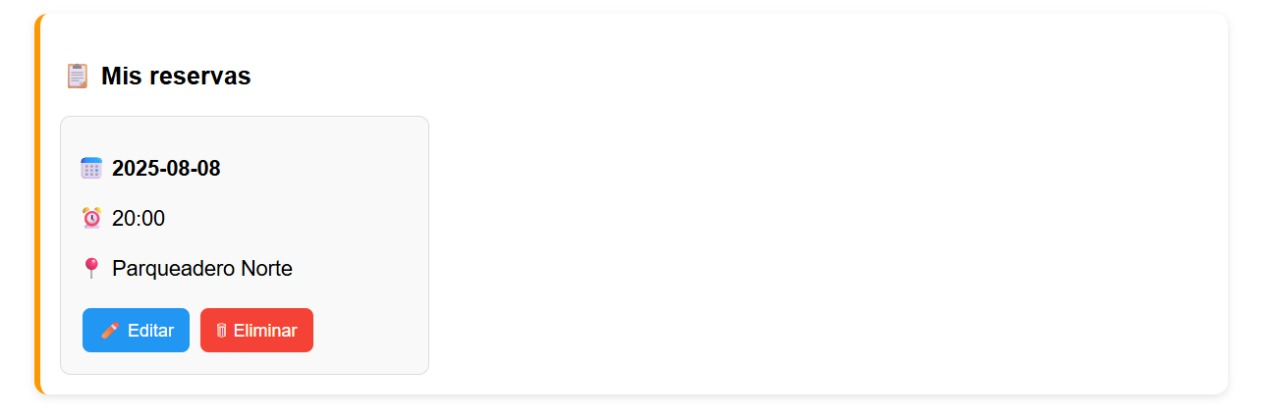 Mis reservas
2025-08-08
20:00
Parqueadero Norte
Editar
Eliminar